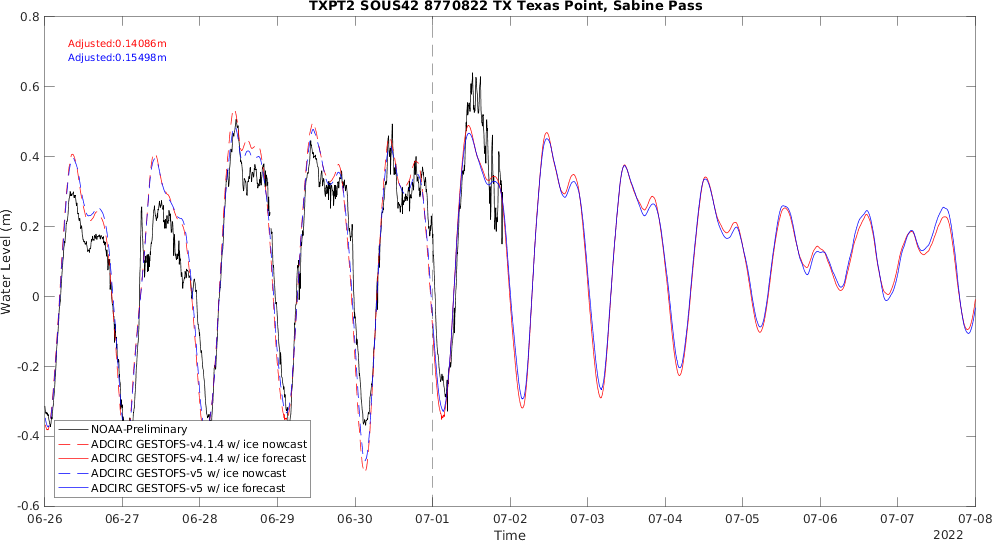 TXPT2 SOUS42 8770822 TX Texas Point, Sabine Pass
Adjusted:0.14086m
Adjusted:0.15498m
0.8
0.6
0.4
0.2
0
-0.2
-0.4
-0.6
Water Level (m)
NOAA-Preliminary
ADCIRC GESTOFS-v4.1.4 w/ ice nowcast
ADCIRC GESTOFS-v4.1.4 w/ ice forecast
ADCIRC GESTOFS-v5 w/ ice nowcast
ADCIRC GESTOFS-v5 w/ ice forecast
06-26 06-27 06-28 06-29 06-30 07-01 07-02 07-03 07-04 07-05 07-06 07-07 07-08
Time
2022